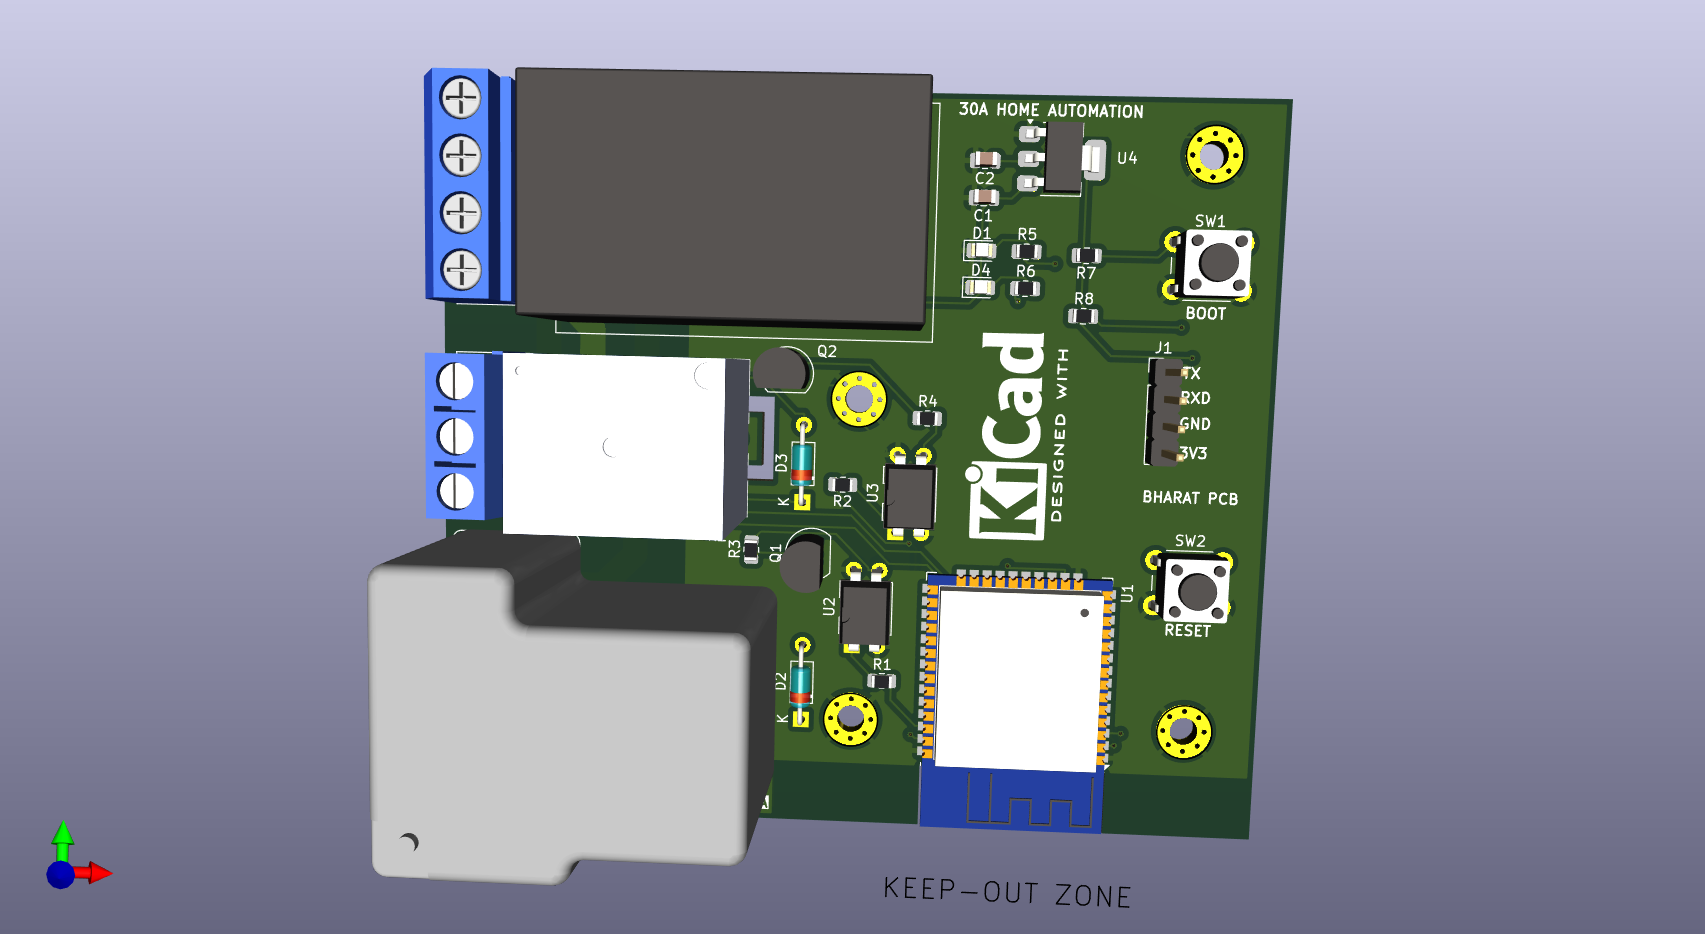 30A HOME AUTOMATION
U4
C2
C1
SW1
D1
R5
D4
R6
R7
R8
BOOT
J1
Q2
TX
RXD
GND
3V3
R4
KiCad
DESIGNED WITH
D3
K
R2
U3
BHARAT PCB
R3
Q1
SW2
U2
U1
RESET
R1
D2
K
KEEP-OUT ZONE